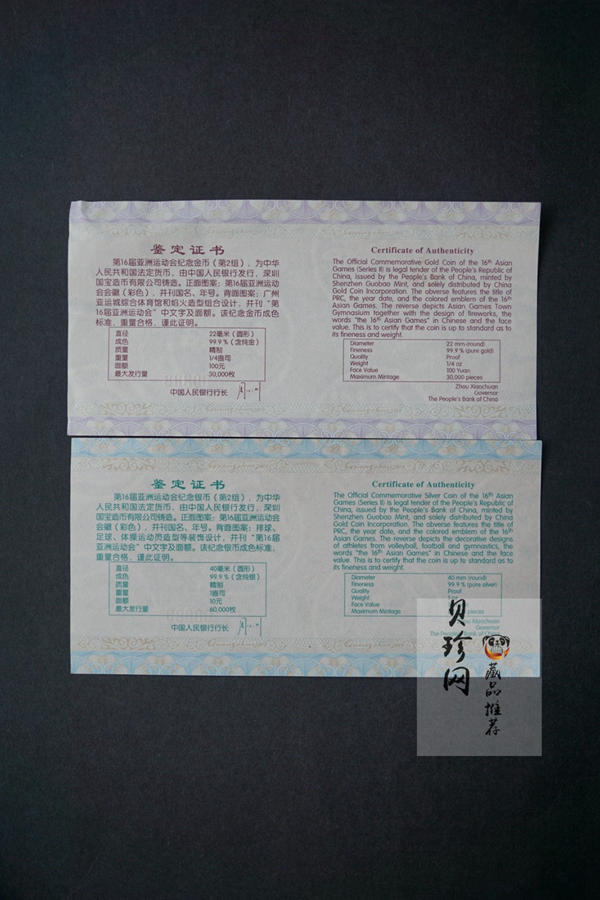 鉴定证书
第16届亚洲运动会纪念金币（第2组），为中华
人民共和国法定货币，由中国人民银行发行，深圳
国宝造币有限公司铸造。正面图案：第16届亚洲运动
会会徽（彩色），并刊国名、年号。背面图案：广州
亚运城综合体育馆和焰火造型组合设计，并刊“第
16届亚洲运动会”中文字及面额。该纪念金币成色
标准，重量合格，谨此证明。
直径 22毫米（圆形）
成色 99.9%（含纯金）
质量 精制
重量 1/4盎司
面额 100元
最大发行量 30,000枚
中国人民银行行长
Certificate of Authenticity
The Official Commemorative Gold Coin of the 16th Asian
Games (Series II) is legal tender of the People's Republic of
China, issued by the People's Bank of China, minted by
Shenzhen Guobao Mint, and solely distributed by China
Gold Coin Incorporation. The obverse features the title of
PRC, the year date, and the colored emblem of the 16th
Asian Games. The reverse depicts Asian Games Town
Gymnasium together with the design of fireworks, the
words "the 16th Asian Games" in Chinese and the face
value. This is to certify that the coin is up to standard as to
its fineness and weight.
Diameter 22 mm (round)
Fineness 99.9 % (pure gold)
Quality Proof
Weight 1/4 oz
Face Value 100 Yuan
Maximum Mintage 30,000 pieces
Zhou Xiaochuan
Governor
The People's Bank of China
鉴定证书
第16届亚洲运动会纪念银币（第2组），为中华
人民共和国法定货币，由中国人民银行发行，深圳
国宝造币有限公司铸造。正面图案：第16届亚洲运动会
会徽（彩色），并刊国名、年号。背面图案：排球、
足球、体操运动员造型等装饰设计，并刊“第16届
亚洲运动会”中文字及面额。该纪念银币成色标准，
重量合格，谨此证明。
直径 40毫米（圆形）
成色 99.9%（含纯银）
质量 精制
重量 1盎司
面额 10元
最大发行量 60,000枚
中国人民银行行长
Certificate of Authenticity
The Official Commemorative Silver Coin of the 16th Asian
Games (Series II) is legal tender of the People's Republic of
China, issued by the People's Bank of China, minted by
Shenzhen Guobao Mint, and solely distributed by China
Gold Coin Incorporation. The obverse features the title of
PRC, the year date, and the colored emblem of the 16th
Asian Games. The reverse depicts the decorative designs
of athletes from volleyball, football and gymnastics, the
words "the 16th Asian Games" in Chinese and the face
value. This is to certify that the coin is up to standard as to
its fineness and weight.
Diameter 40 mm (round)
Fineness 99.9 % (pure silver)
Quality Proof
Weight
Face Value
Maximum Mintage pieces
Xiaochuan
Governor
The People's Bank of China
贝珍网
藏品推荐